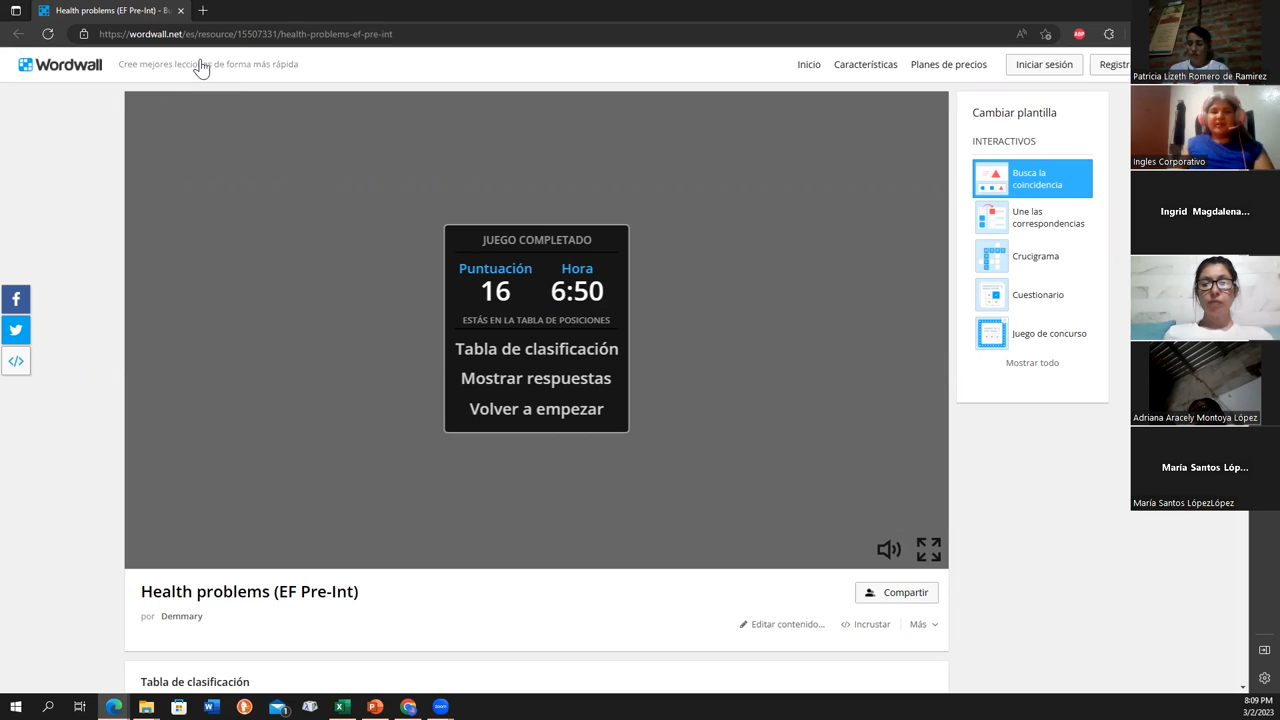 Health problems (EF Pre-Int) - Bu
https://wordwall.net/es/resource/15507331/health-problems-ef-pre-int
Wordwall
Cree mejores lecciones de forma más rápida
Inicio
Características
Planes de precios
Iniciar sesión
Registra
JUEGO COMPLETADO
Puntuación Hora
16 6:50
ESTÁS EN LA TABLA DE POSICIONES
Tabla de clasificación
Mostrar respuestas
Volver a empezar
Cambiar plantilla
INTERACTIVOS
Busca la
coincidencia
Une las
correspondencias
Crucigrama
Cuestionario
Juego de concurso
Mostrar todo
Health problems (EF Pre-Int)
Compartir
por Demmary
Editar contenido...
Incrustar
Más
Tabla de clasificación
Patricia Lizeth Romero de Ramirez
Ingles Corporativo
Ingrid Magdalena...
Adriana Aracely Montoya López
María Santos Lóp...
María Santos LópezLópez
8:09 PM
3/2/2023